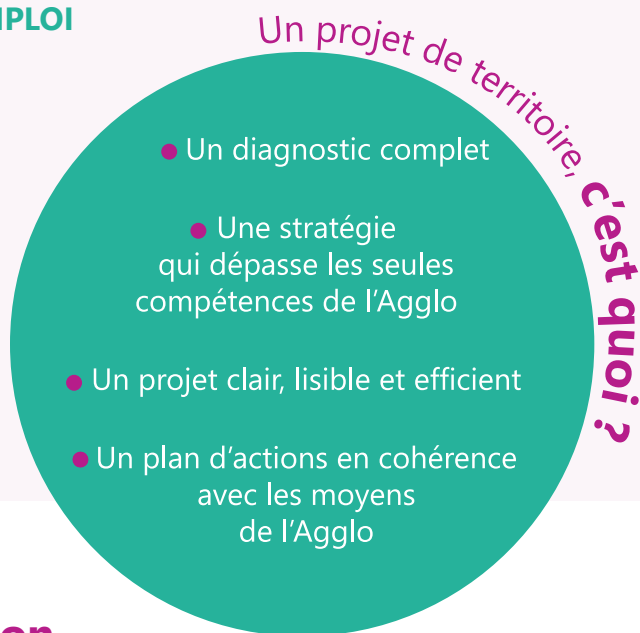 MPLOI
Un projet de territoire, c'est quoi ?
● Un diagnostic complet
● Une stratégie
qui dépasse les seules
compétences de l'Agglo
● Un projet clair, lisible et efficient
● Un plan d'actions en cohérence
avec les moyens
de l'Agglo